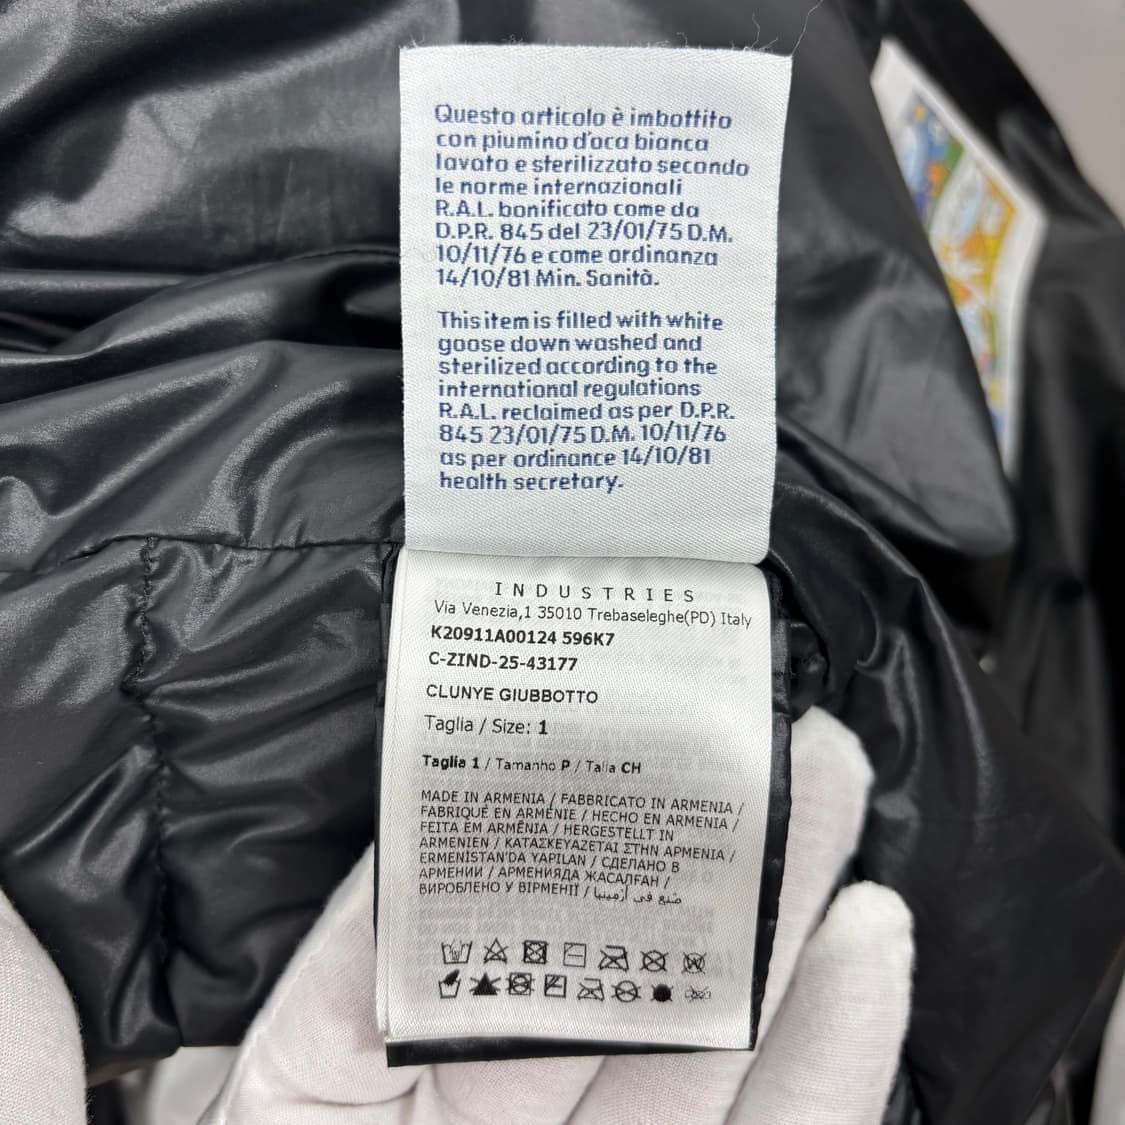 Questo articolo è imbottito
con piumino d'oca bianca
lavato e sterilizzato secondo
le norme internazionali
R.A.L. bonificato come da
D.P.R. 845 del 23/01/75 D.M.
10/11/76 e come ordinanza
14/10/81 Min. Sanità.
This item is filled with white
goose down washed and
sterilized according to the
international regulations
R.A.L. reclaimed as per D.P.R.
845 23/01/75 D.M. 10/11/76
as per ordinance 14/10/81
health secretary.
INDUSTRIES
Via Venezia,1 35010 Trebaseleghe(PD) Italy
K20911A00124 596K7
C-ZIND-25-43177
CLUNYE GIUBBOTTO
Taglia / Size: 1
Taglia 1 / Tamanho P / Talla CH
MADE IN ARMENIA / FABBRICATO IN ARMENIA /
FABRIQUÉ EN ARMÉNIE / HECHO EN ARMENIA /
FEITA EM ARMÊNIA / HERGESTELLT IN
ARMENIEN / ΚΑΤΑΣΚΕΥΑΖΕΤΑΙ ΣΤΗΝ ΑΡΜΕΝΙΑ /
ERMENİSTAN'DA YAPILAN / СДЕЛАНО В
АРМЕНИИ / АРМЕНИЯДА ЖАСАЛҒАН /
ВИРОБЛЕНО У ВІРМЕНІЇ / صنع في أرمينيا